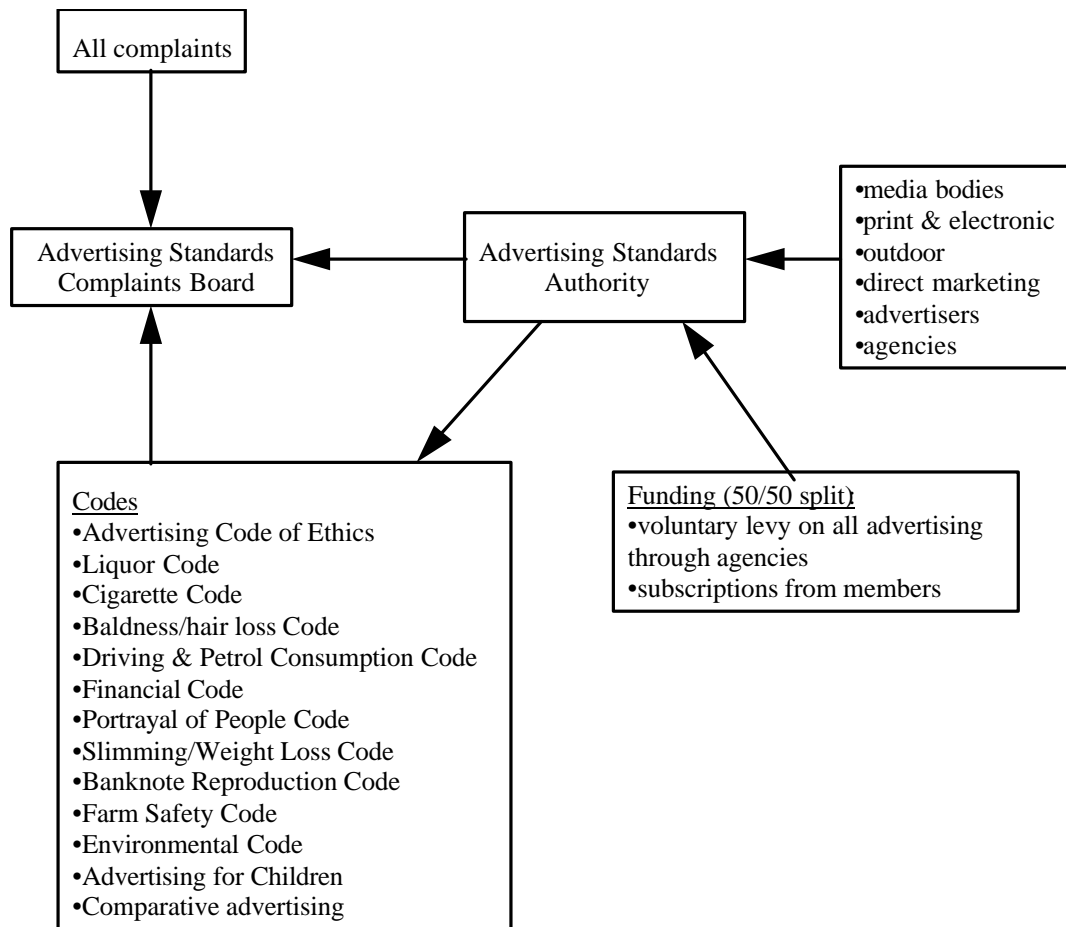 All complaints
Advertising Standards
Complaints Board
Advertising Standards
Authority
•media bodies
•print & electronic
•outdoor
•direct marketing
•advertisers
•agencies
Codes
•Advertising Code of Ethics
•Liquor Code
•Cigarette Code
•Baldness/hair loss Code
•Driving & Petrol Consumption Code
•Financial Code
•Portrayal of People Code
•Slimming/Weight Loss Code
•Banknote Reproduction Code
•Farm Safety Code
•Environmental Code
•Advertising for Children
•Comparative advertising
Funding (50/50 split):
•voluntary levy on all advertising
through agencies
•subscriptions from members